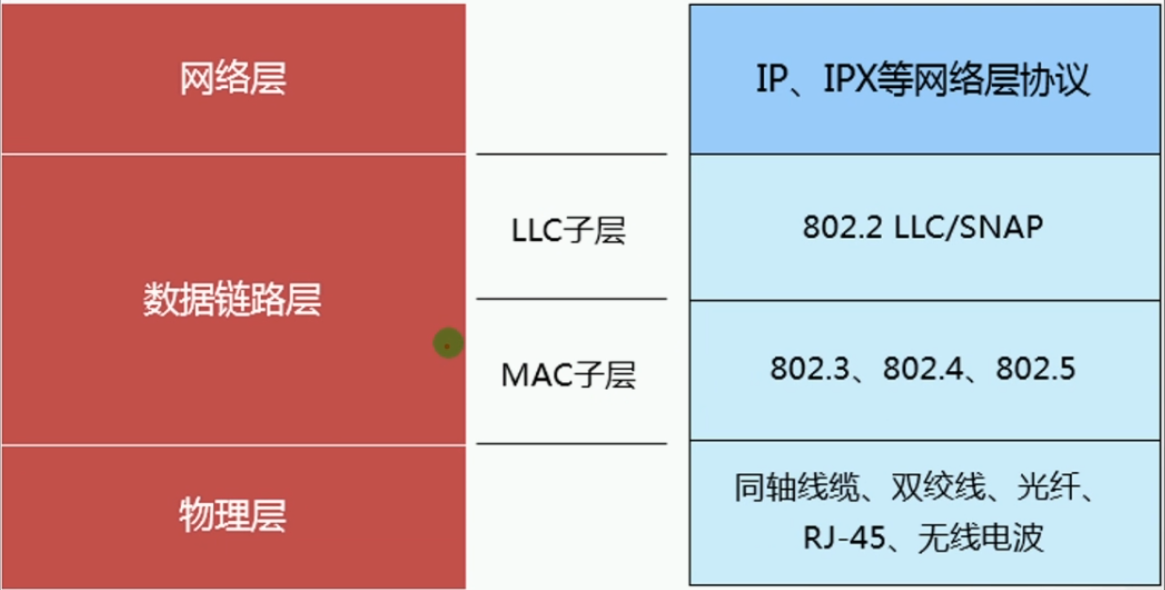 网络层
IP、IPX等网络层协议
数据链路层
LLC子层
802.2 LLC/SNAP
MAC子层
802.3、802.4、802.5
物理层
同轴线缆、双绞线、光纤、
RJ-45、无线电波